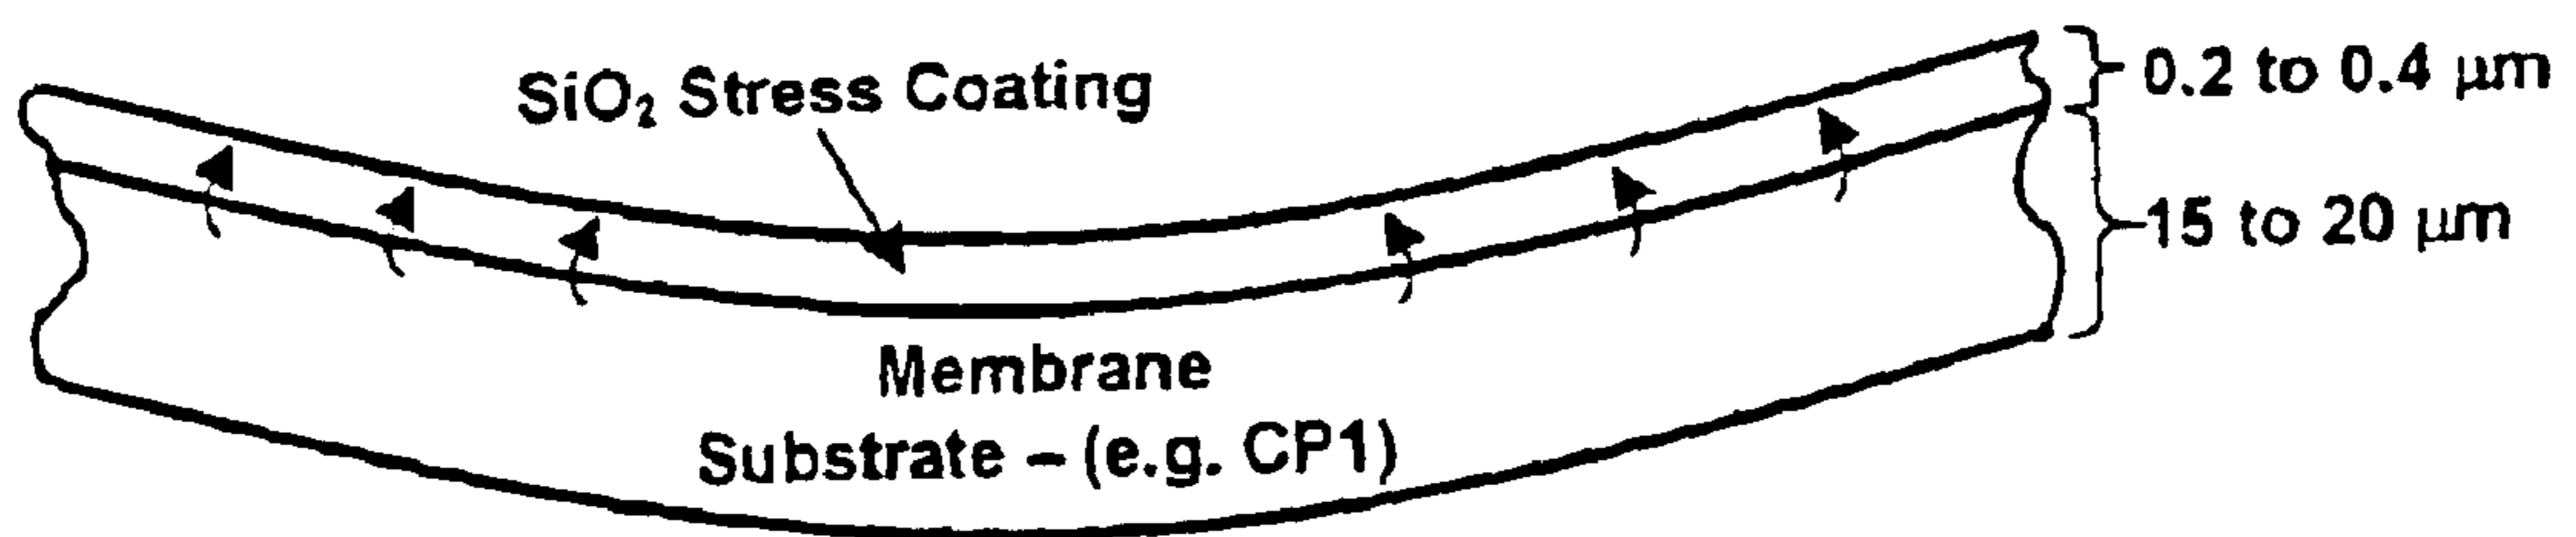 SiO₂ Stress Coating
0.2 to 0.4 μm
15 to 20 μm
Membrane
Substrate – (e.g. CP1)